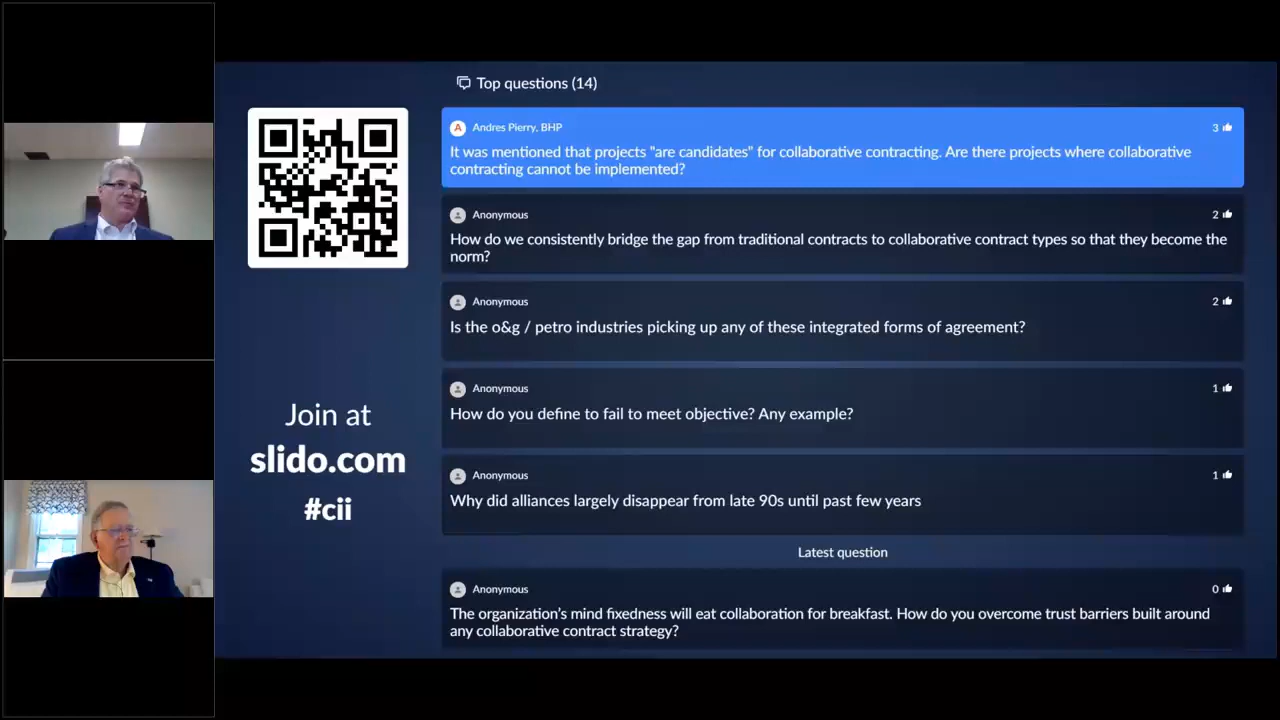 Top questions (14)
A
Andres Pierry, BHP
3
It was mentioned that projects "are candidates" for collaborative contracting. Are there projects where collaborative
contracting cannot be implemented?
Anonymous
2
How do we consistently bridge the gap from traditional contracts to collaborative contract types so that they become the
norm?
Anonymous
2
Is the o&g / petro industries picking up any of these integrated forms of agreement?
Anonymous
1
How do you define to fail to meet objective? Any example?
Anonymous
1
Why did alliances largely disappear from late 90s until past few years
Latest question
Anonymous
0
The organization's mind fixedness will eat collaboration for breakfast. How do you overcome trust barriers built around
any collaborative contract strategy?
Join at
slido.com
#cii